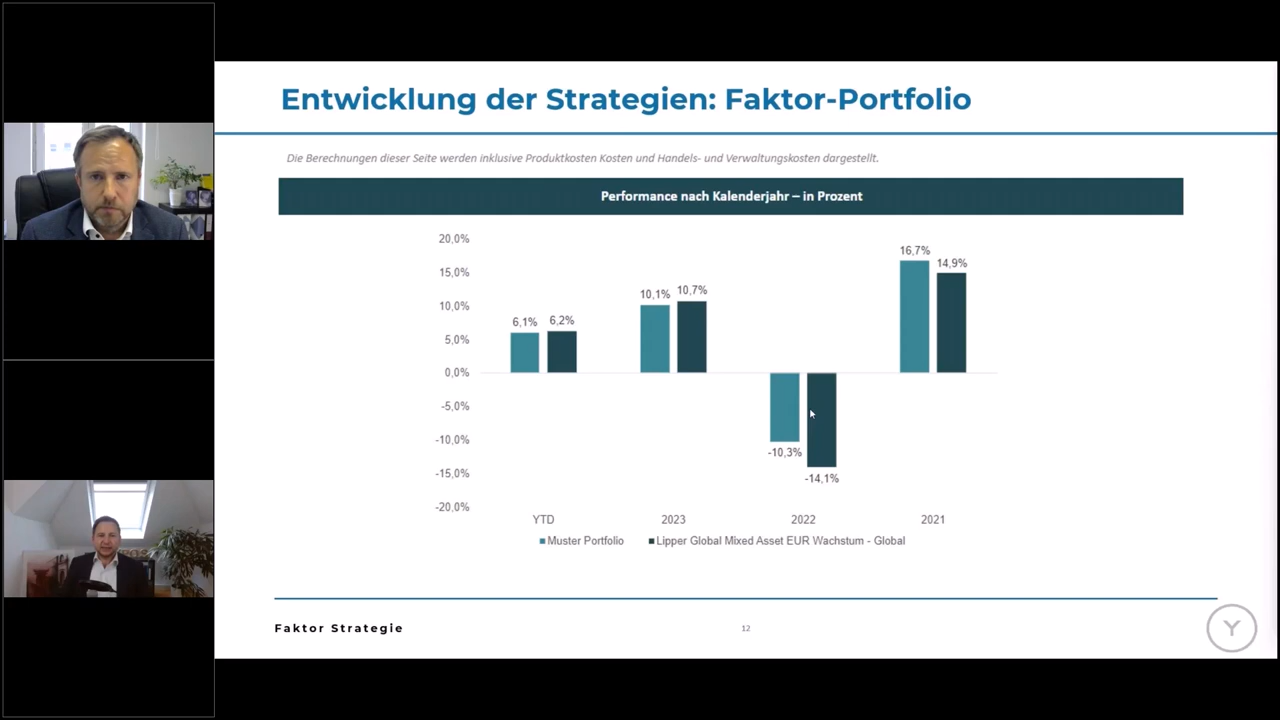 Entwicklung der Strategien: Faktor-Portfolio
Die Berechnungen dieser Seite werden inklusive Produktkosten Kosten und Handels- und Verwaltungskosten dargestellt.
Performance nach Kalenderjahr – in Prozent
20,0%
15,0%
10,0%
5,0%
0,0%
-5,0%
-10,0%
-15,0%
-20,0%
6,1%
6,2%
10,1%
10,7%
-10,3%
-14,1%
16,7%
14,9%
YTD
2023
2022
2021
Muster Portfolio
Lipper Global Mixed Asset EUR Wachstum - Global
Faktor Strategie
12
Y